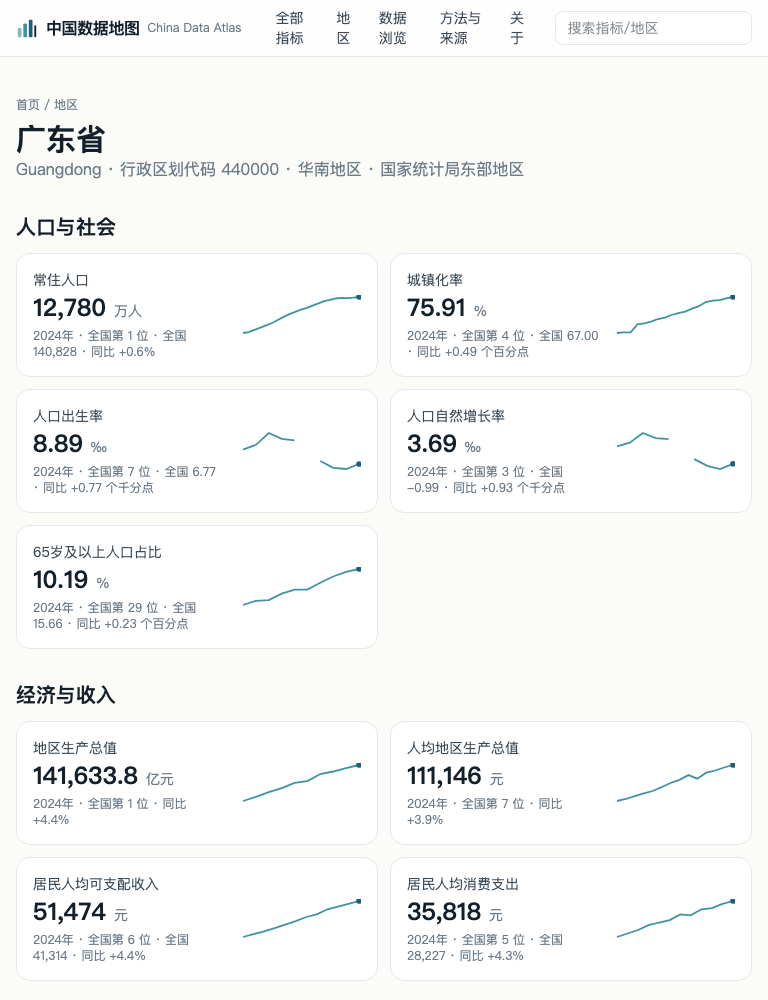 中国数据地图 China Data Atlas
全部指标
地区
数据浏览
方法与来源
关于
搜索指标/地区
首页 / 地区
广东省
Guangdong · 行政区划代码 440000 · 华南地区 · 国家统计局东部地区
人口与社会
常住人口
12,780 万人
2024年 · 全国第 1 位 · 全国
140,828 · 同比 +0.6%
城镇化率
75.91 %
2024年 · 全国第 4 位 · 全国 67.00
· 同比 +0.49 个百分点
人口出生率
8.89 ‰
2024年 · 全国第 7 位 · 全国 6.77
· 同比 +0.77 个千分点
人口自然增长率
3.69 ‰
2024年 · 全国第 3 位 · 全国
−0.99 · 同比 +0.93 个千分点
65岁及以上人口占比
10.19 %
2024年 · 全国第 29 位 · 全国
15.66 · 同比 +0.23 个百分点
经济与收入
地区生产总值
141,633.8 亿元
2024年 · 全国第 1 位 · 同比
+4.4%
人均地区生产总值
111,146 元
2024年 · 全国第 7 位 · 同比
+3.9%
居民人均可支配收入
51,474 元
2024年 · 全国第 6 位 · 全国
41,314 · 同比 +4.4%
居民人均消费支出
35,818 元
2024年 · 全国第 5 位 · 全国
28,227 · 同比 +4.3%